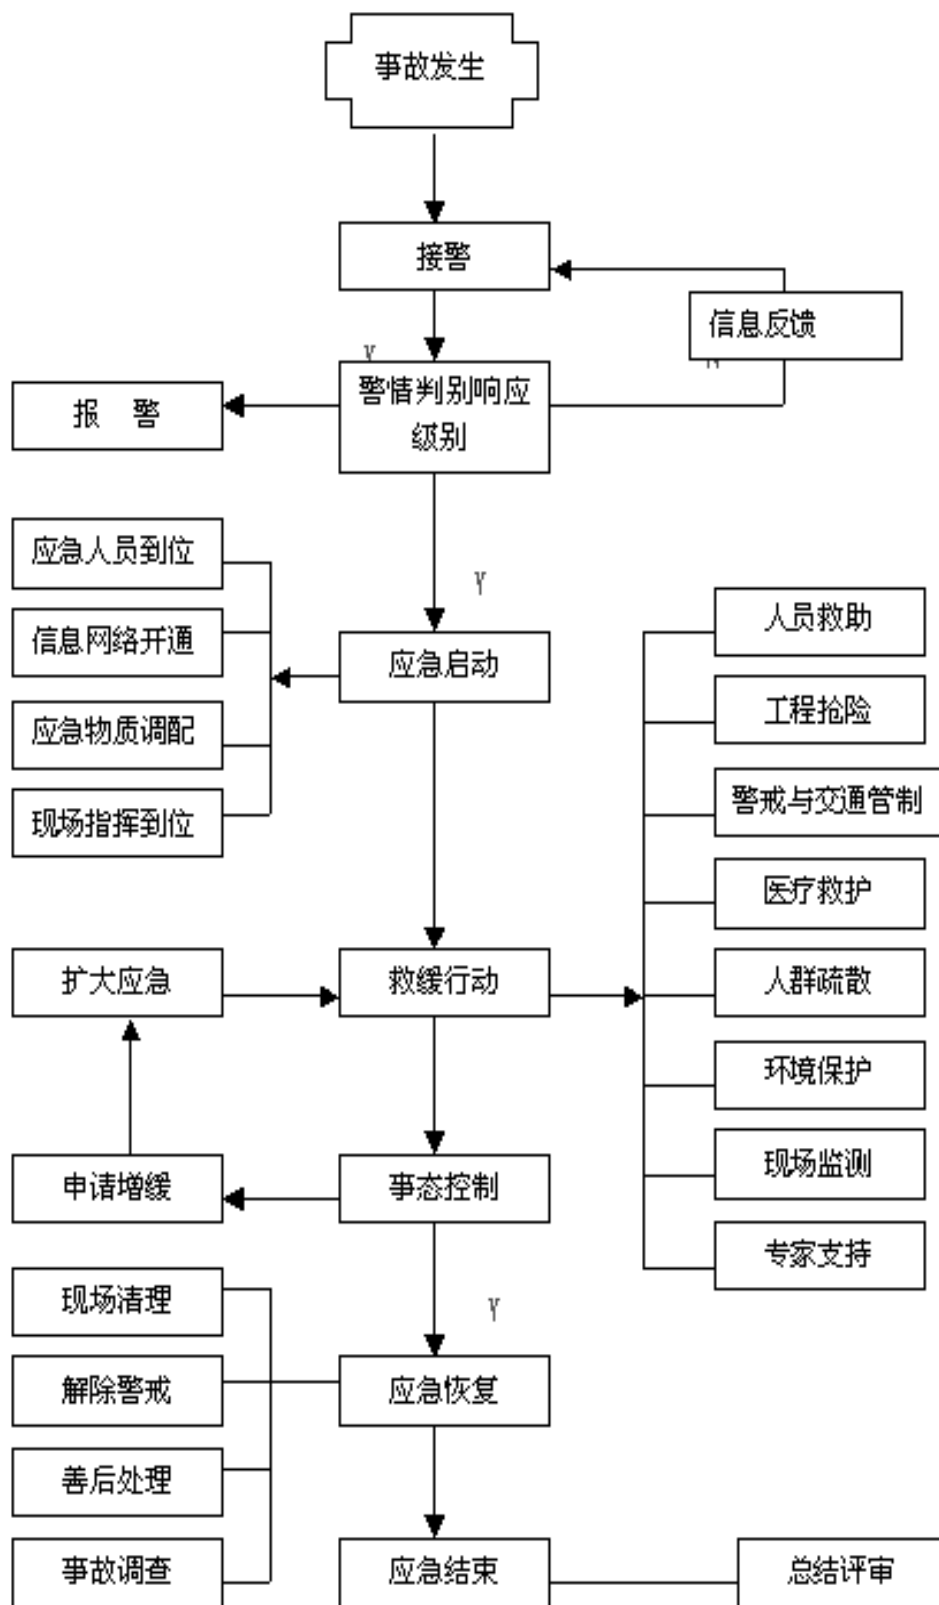 事故发生
接警
信息反馈
Y
警情判别响应
级别
报 警
应急人员到位
Y
信息网络开通
应急启动
人员救助
应急物质调配
工程抢险
现场指挥到位
警戒与交通管制
医疗救护
扩大应急
救缓行动
人群疏散
环境保护
申请增缓
事态控制
现场监测
专家支持
现场清理
Y
解除警戒
应急恢复
善后处理
事故调查
应急结束
总结评审